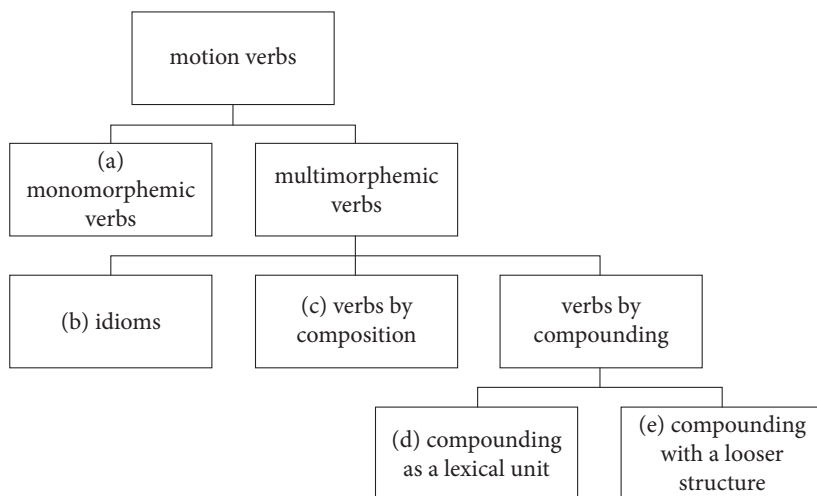 motion verbs
(a)
monomorphemic
verbs
multimorphemic
verbs
(b) idioms
(c) verbs by
composition
verbs by
compounding
(d) compounding
as a lexical unit
(e) compounding
with a looser
structure